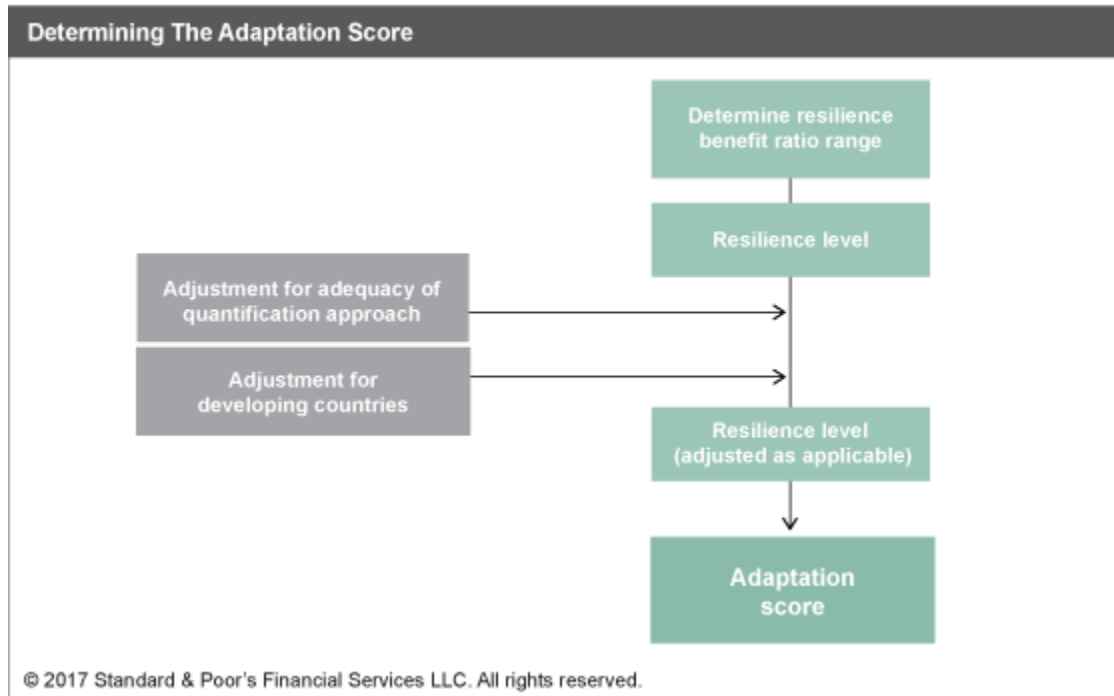 Determining The Adaptation Score
Determine resilience
benefit ratio range
Resilience level
Adjustment for adequacy of
quantification approach
Adjustment for
developing countries
Resilience level
(adjusted as applicable)
Adaptation
score
© 2017 Standard & Poor's Financial Services LLC. All rights reserved.